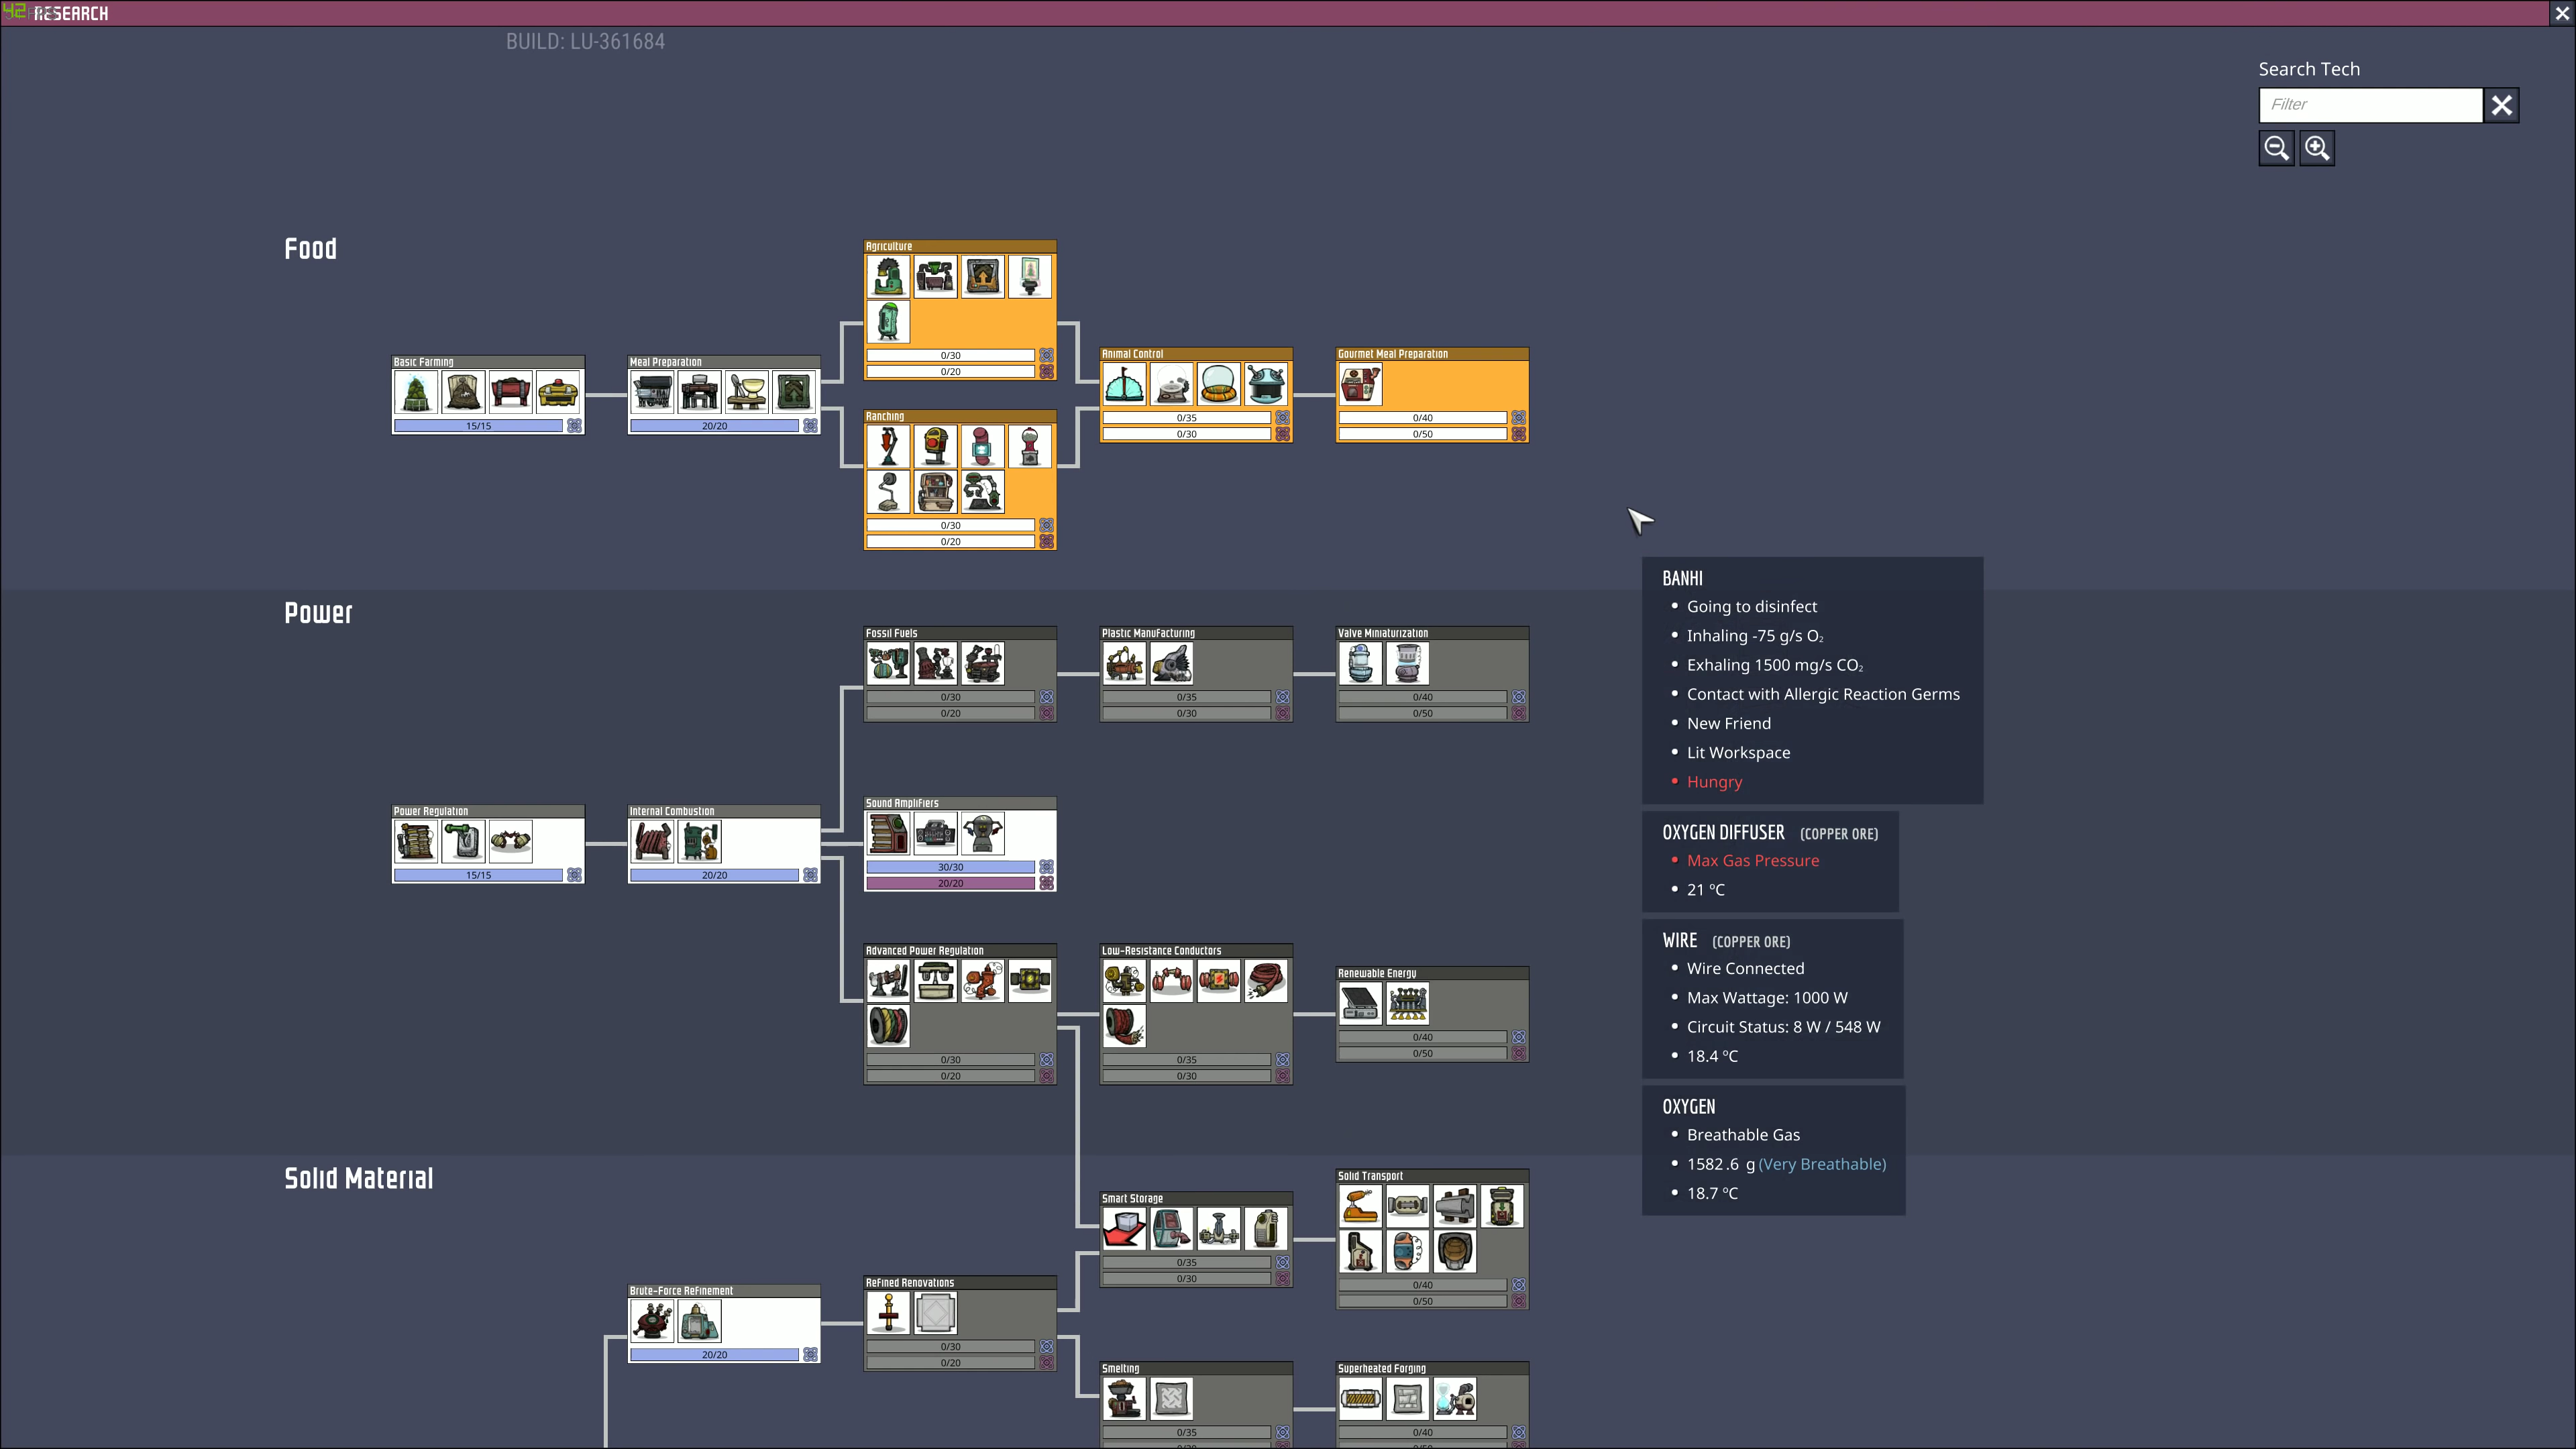 42 FPS
RESEARCH
BUILD: LU-361684
Search Tech
Filter
Food
Agriculture
0/30
0/20
Basic Farming
15/15
Meal Preparation
20/20
Animal Control
0/35
0/30
Gourmet Meal Preparation
0/40
0/50
Ranching
0/30
0/20
Power
Fossil Fuels
0/30
0/20
Plastic Manufacturing
0/35
0/30
Valve Miniaturization
0/40
0/50
Power Regulation
15/15
Internal Combustion
20/20
Sound Amplifiers
30/30
20/20
Advanced Power Regulation
0/30
0/20
Low-Resistance Conductors
0/35
0/30
Renewable Energy
0/40
0/50
Solid Material
Smart Storage
0/35
0/30
Solid Transport
0/40
0/50
Brute-Force Refinement
20/20
Refined Renovations
0/30
0/20
Smelting
0/35
Superheated Forging
0/40
BANHI
• Going to disinfect
• Inhaling -75 g/s O₂
• Exhaling 1500 mg/s CO₂
• Contact with Allergic Reaction Germs
• New Friend
• Lit Workspace
• Hungry
OXYGEN DIFFUSER (COPPER ORE)
• Max Gas Pressure
• 21 ºC
WIRE (COPPER ORE)
• Wire Connected
• Max Wattage: 1000 W
• Circuit Status: 8 W / 548 W
• 18.4 ºC
OXYGEN
• Breathable Gas
• 1582.6 g (Very Breathable)
• 18.7 ºC